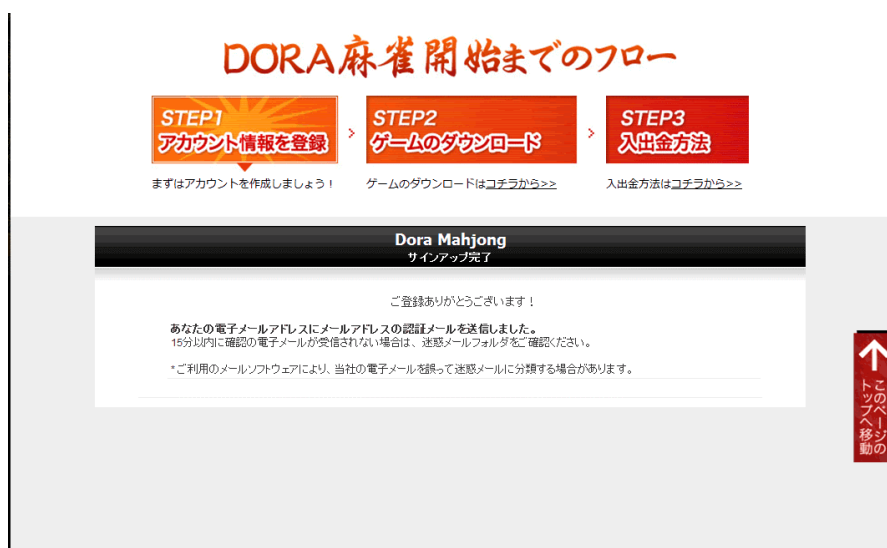 DORA麻雀開始までのフロー
STEP1
アカウント情報を登録
STEP2
ゲームのダウンロード
STEP3
入出金方法
まずはアカウントを作成しましょう!
ゲームのダウンロードはコチラから>>
入出金方法はコチラから>>
Dora Mahjong
サインアップ完了
ご登録ありがとうございます!
あなたの電子メールアドレスにメールアドレスの認証メールを送信しました。
15分以内に確認の電子メールが受信されない場合は、迷惑メールフォルダをご確認ください。
*ご利用のメールソフトウェアにより、当社の電子メールを誤って迷惑メールに分類する場合があります。
このページの
トップへ移動